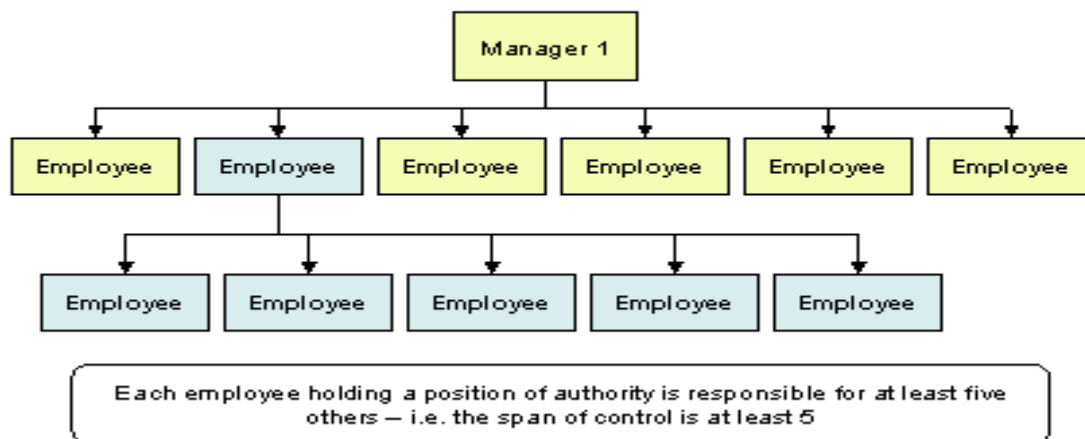 Manager 1
Employee Employee Employee Employee Employee Employee
Employee Employee Employee Employee Employee
Each employee holding a position of authority is responsible for at least five
others – i.e. the span of control is at least 5